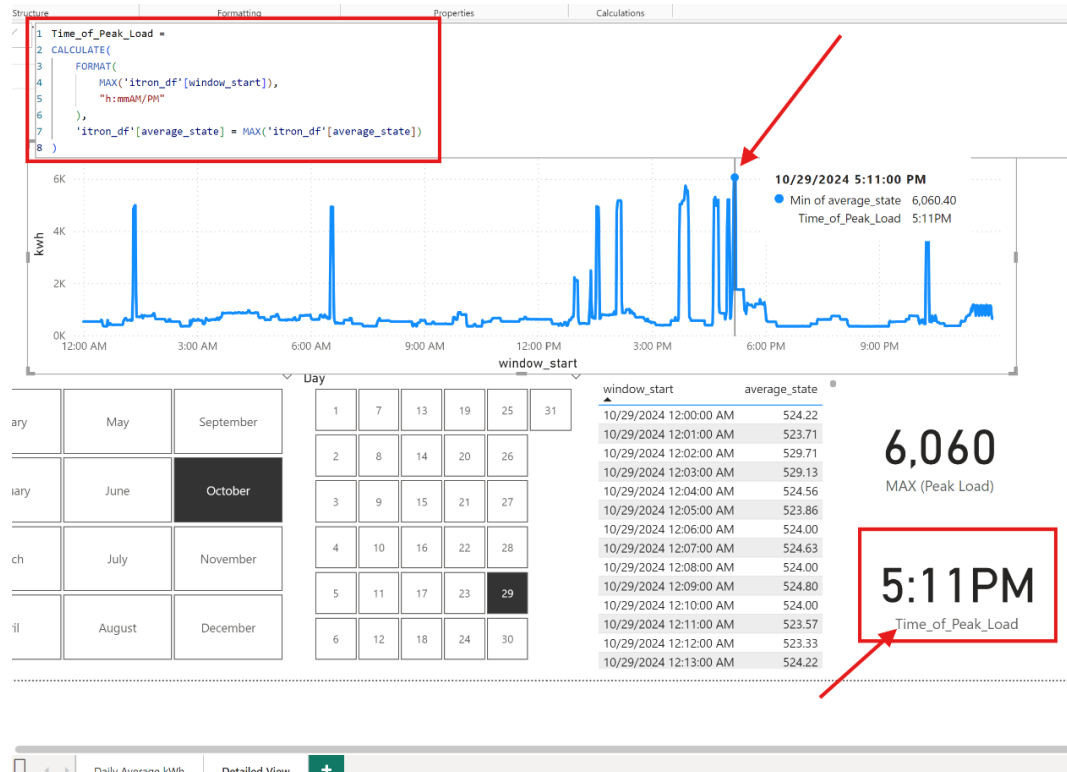 Structure Formatting Properties Calculations
1 Time_of_Peak_Load =
2 CALCULATE(
3 FORMAT(
4 MAX('itron_df'[window_start]),
5 "h:mmAM/PM"
6 ),
7 'itron_df'[average_state] = MAX('itron_df'[average_state])
8 )
6K
4K
2K
0K
kwh
10/29/2024 5:11:00 PM
Min of average_state 6,060.40
Time_of_Peak_Load 5:11PM
12:00 AM 3:00 AM 6:00 AM 9:00 AM 12:00 PM 3:00 PM 6:00 PM 9:00 PM
window_start
ary May September
uary June October
ch July November
il August December
Day
1 7 13 19 25 31
2 8 14 20 26
3 9 15 21 27
4 10 16 22 28
5 11 17 23 29
6 12 18 24 30
window_start average_state
10/29/2024 12:00:00 AM 524.22
10/29/2024 12:01:00 AM 523.71
10/29/2024 12:02:00 AM 529.71
10/29/2024 12:03:00 AM 529.13
10/29/2024 12:04:00 AM 524.56
10/29/2024 12:05:00 AM 523.86
10/29/2024 12:06:00 AM 524.00
10/29/2024 12:07:00 AM 524.63
10/29/2024 12:08:00 AM 524.00
10/29/2024 12:09:00 AM 524.80
10/29/2024 12:10:00 AM 524.00
10/29/2024 12:11:00 AM 523.57
10/29/2024 12:12:00 AM 523.33
10/29/2024 12:13:00 AM 524.22
6,060
MAX (Peak Load)
5:11PM
Time_of_Peak_Load
Daily Average kWh Detailed View +